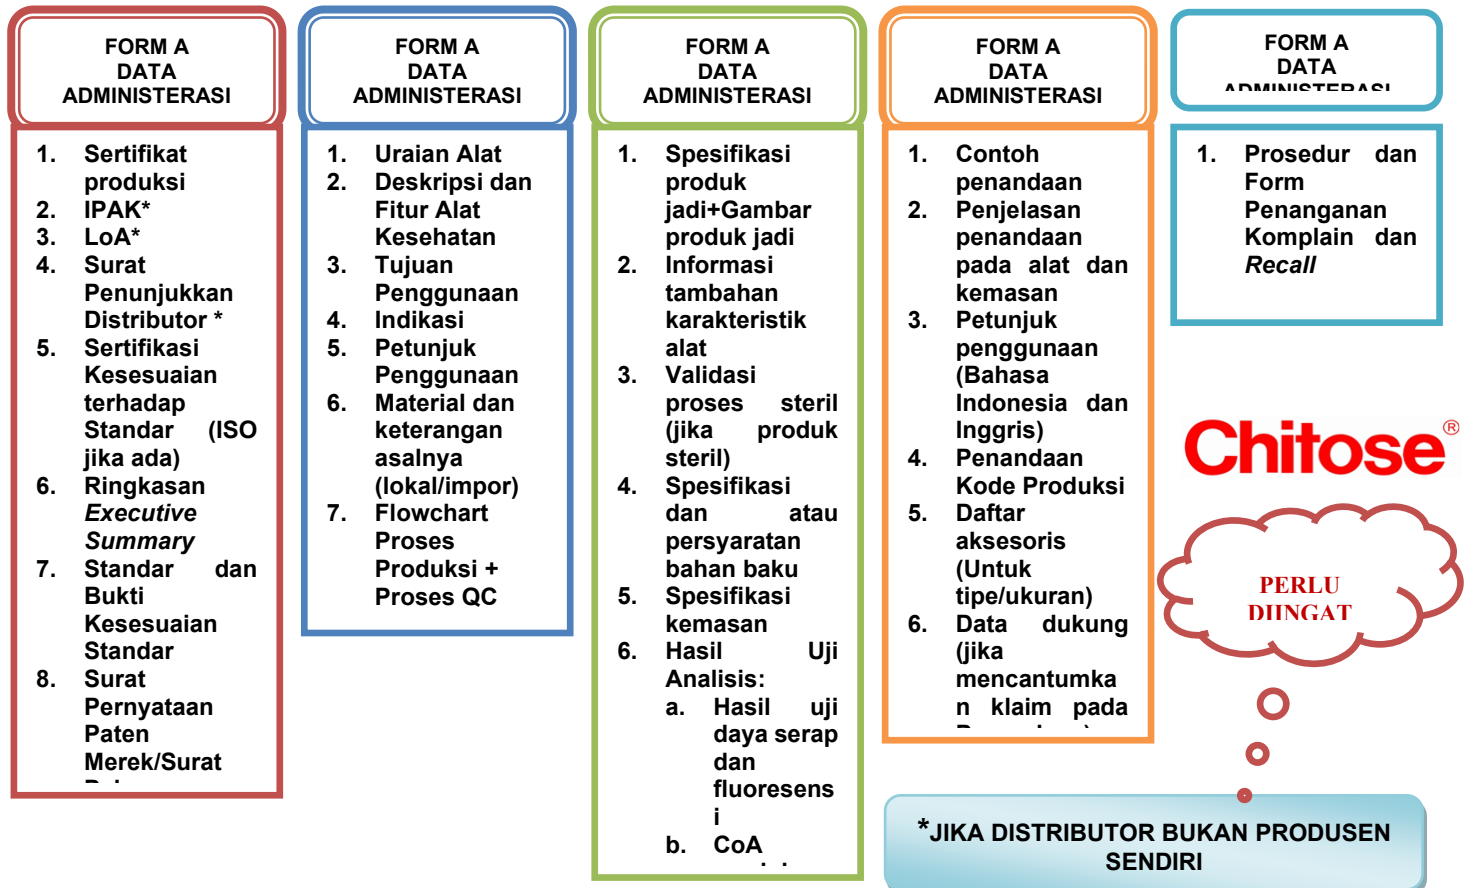 FORM A
DATA
ADMINISTERASI
1. Sertifikat
produksi
2. IPAK*
3. LoA*
4. Surat
Penunjukkan
Distributor *
5. Sertifikasi
Kesesuaian
terhadap
Standar (ISO
jika ada)
6. Ringkasan
Executive
Summary
7. Standar dan
Bukti
Kesesuaian
Standar
8. Surat
Pernyataan
Paten
Merek/Surat
FORM A
DATA
ADMINISTERASI
1. Uraian Alat
2. Deskripsi dan
Fitur Alat
Kesehatan
3. Tujuan
Penggunaan
4. Indikasi
5. Petunjuk
Penggunaan
6. Material dan
keterangan
asalnya
(lokal/impor)
7. Flowchart
Proses
Produksi +
Proses QC
FORM A
DATA
ADMINISTERASI
1. Spesifikasi
produk
jadi+Gambar
produk jadi
2. Informasi
tambahan
karakteristik
alat
3. Validasi
proses steril
(jika produk
steril)
4. Spesifikasi
dan atau
persyaratan
bahan baku
5. Spesifikasi
kemasan
6. Hasil Uji
Analisis:
a. Hasil uji
daya serap
dan
fluoresens
i
b. CoA
FORM A
DATA
ADMINISTERASI
1. Contoh
penandaan
2. Penjelasan
penandaan
pada alat dan
kemasan
3. Petunjuk
penggunaan
(Bahasa
Indonesia dan
Inggris)
4. Penandaan
Kode Produksi
5. Daftar
aksesoris
(Untuk
tipe/ukuran)
6. Data dukung
(jika
mencantumka
n klaim pada
FORM A
DATA
ADMINISTERASI
1. Prosedur dan
Form
Penanganan
Komplain dan
Recall
Chitose®
PERLU
DIINGAT
*JIKA DISTRIBUTOR BUKAN PRODUSEN
SENDIRI